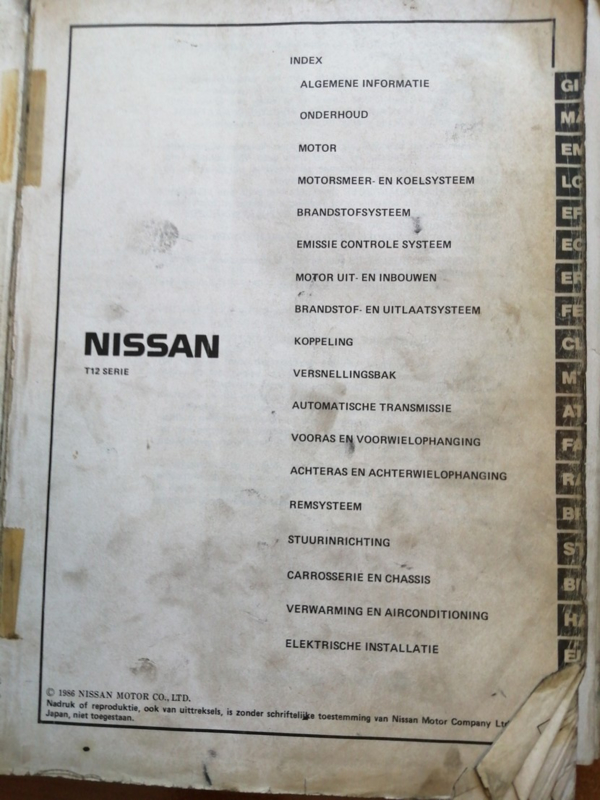 INDEX
ALGEMENE INFORMATIE
ONDERHOUD
MOTOR
MOTORSMEER- EN KOELSYSTEEM
BRANDSTOFSYSTEEM
EMISSIE CONTROLE SYSTEEM
MOTOR UIT- EN INBOUWEN
BRANDSTOF- EN UITLAATSYSTEEM
KOPPELING
VERSNELLINGSBAK
AUTOMATISCHE TRANSMISSIE
VOORAS EN VOORWIELOPHANGING
ACHTERAS EN ACHTERWIELOPHANGING
REMSYSTEEM
STUURINRICHTING
CARROSSERIE EN CHASSIS
VERWARMING EN AIRCONDITIONING
ELEKTRISCHE INSTALLATIE
NISSAN
T12 SERIE
GI
MA
EM
LC
EF
EC
ER
FE
CL
MT
AT
FA
RA
BR
ST
BF
HA
EL
© 1986 NISSAN MOTOR CO., LTD.
Nadruk of reproduktie, ook van uittreksels, is zonder schriftelijke toestemming van Nissan Motor Company Ltd
Japan, niet toegestaan.